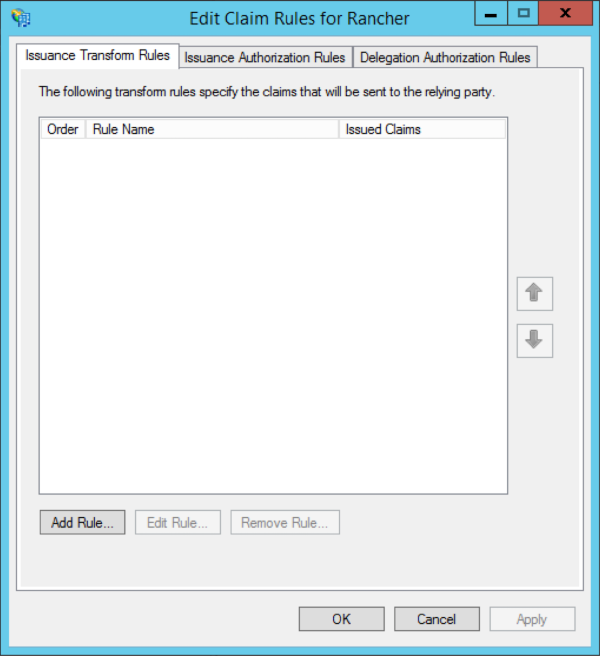 Edit Claim Rules for Rancher
Issuance Transform Rules Issuance Authorization Rules Delegation Authorization Rules
The following transform rules specify the claims that will be sent to the relying party.
Order Rule Name Issued Claims
Add Rule... Edit Rule... Remove Rule...
OK Cancel Apply